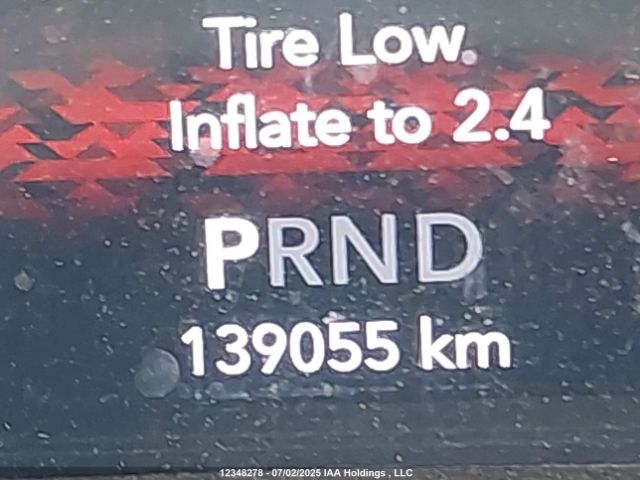 Tire Low.
Inflate to 2.4
PRND
139055 km
12348278 - 07/02/2025 IAA Holdings , LLC